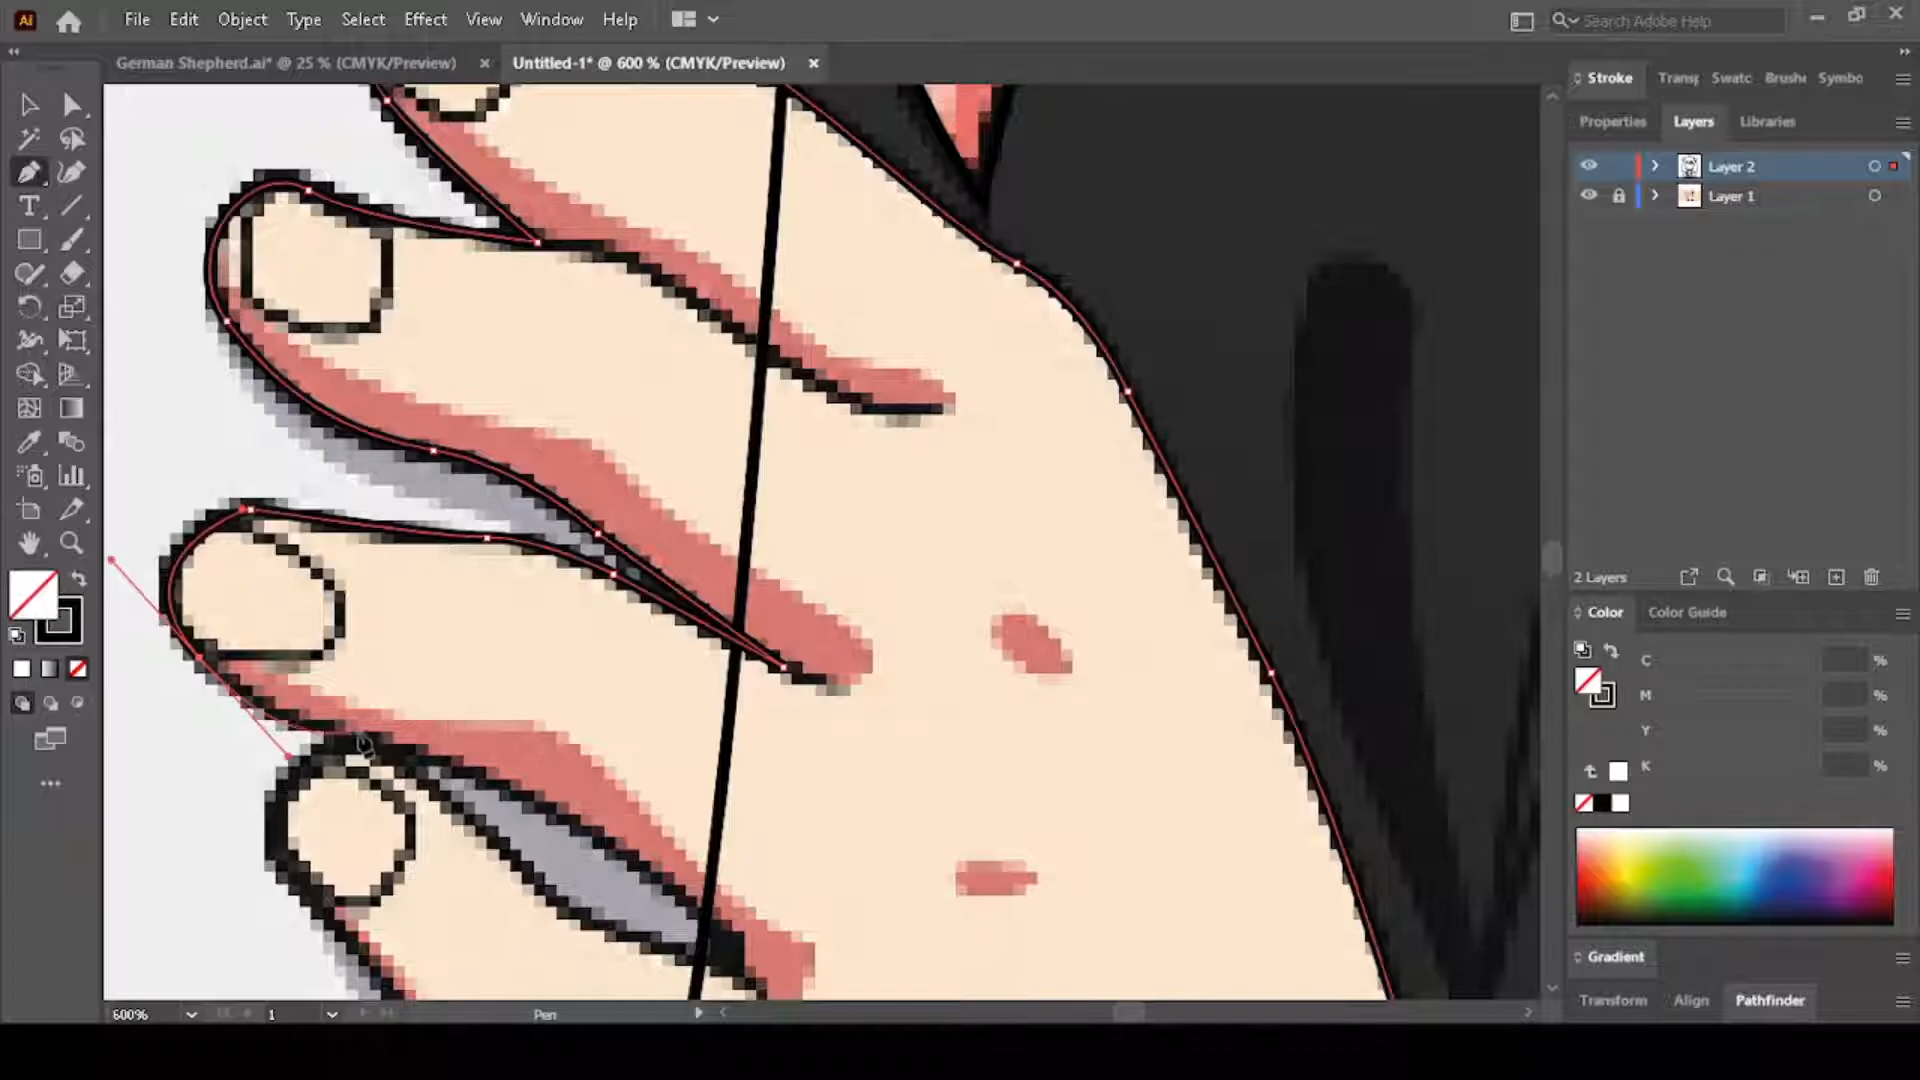 Ai File Edit Object Type Select Effect View Window Help Search Adobe Help
German Shepherd.ai* @ 25 % (CMYK/Preview) × Untitled-1* @ 600 % (CMYK/Preview) ×
Stroke Transp Swatc Brushe Symbo
Properties Layers Libraries
Layer 2
Layer 1
2 Layers
Color Color Guide
C %
M %
Y %
K %
Gradient
Transform Align Pathfinder
600% 1 Pen